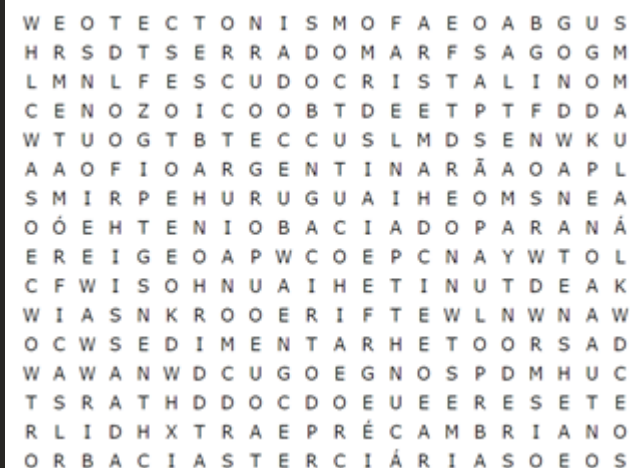 W E O T E C T O N I S M O F A E O A B G U S
H R S D T S E R R A D O M A R F S A G O G M
L M N L F E S C U D O C R I S T A L I N O M
C E N O Z O I C O O B T D E E T P T F D D A
W T U O G T B T E C C U S L M D S E N W K U
A A O F I O A R G E N T I N A R Ã A O A P L
S M I R P E H U R U G U A I H E O M S N E A
O Ó E H T E N I O B A C I A D O P A R A N Á
E R E I G E O A P W C O E P C N A Y W T O L
C F W I S O H N U A I H E T I N U T D E A K
W I A S N K R O O E R I F T E W L N W N A W
O C W S E D I M E N T A R H E T O O R S A D
W A W A N W D C U G O E G N O S P D M H U C
T S R A T H D D O C D O E U E E R E S E T E
R L I D H X T R A E P R É C A M B R I A N O
O R B A C I A S T E R C I Á R I A S O E O S